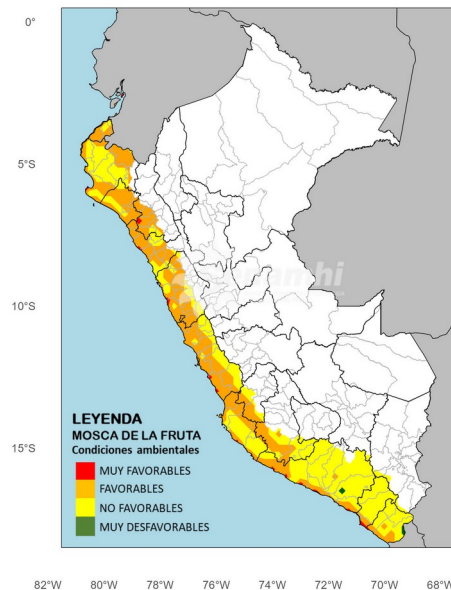 0°
5°S
10°S
15°S
LEYENDA
MOSCA DE LA FRUTA
Condiciones ambientales
MUY FAVORABLES
FAVORABLES
NO FAVORABLES
MUY DESFAVORABLES
82°W 80°W 78°W 76°W 74°W 72°W 70°W 68°W